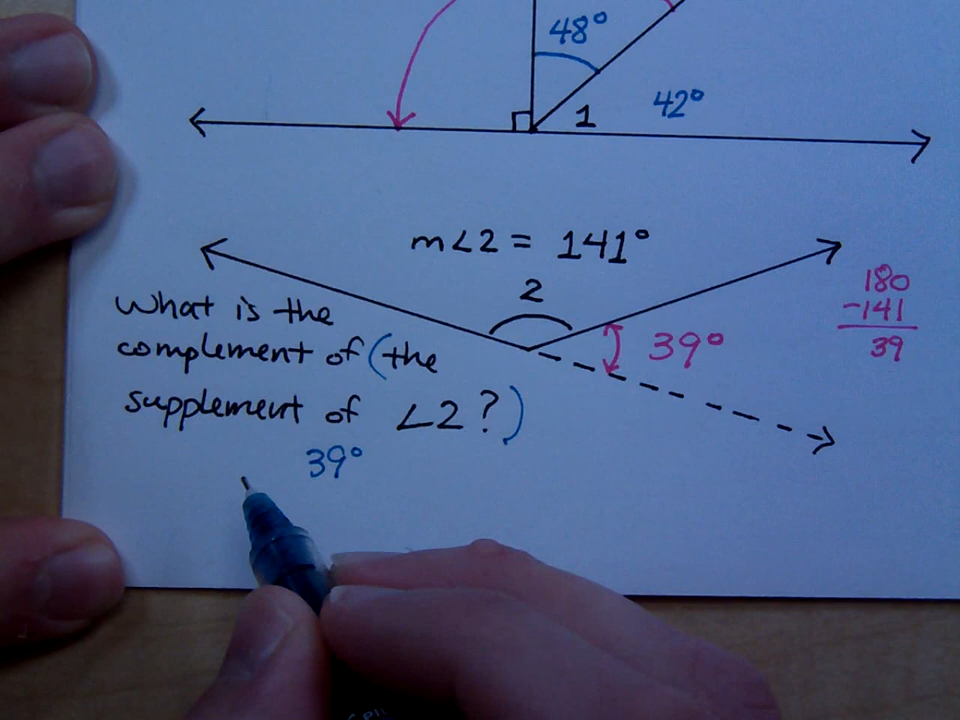 48°
1 42°
m∠2 = 141°
2
180
-141
39
39°
What is the
complement of (the
supplement of ∠2?)
39°